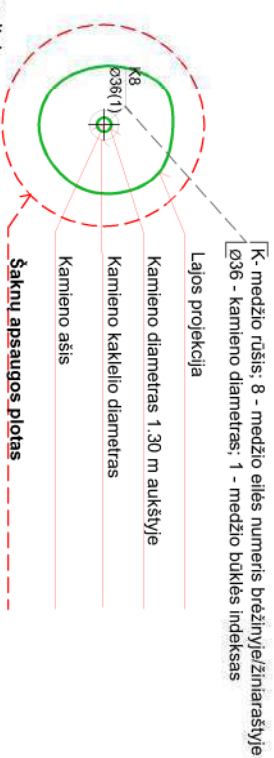 K- medžio rūšis; 8 - medžio eilės numeris brėžinyje/žiniaraštyje
Ø36 - kamieno diametras; 1 - medžio būklės indeksas
K8
Ø36(1)
Lajos projekcija
Kamieno diametras 1.30 m aukštyje
Kamieno kaklelio diametras
Kamieno ašis
Šaknų apsaugos plotas